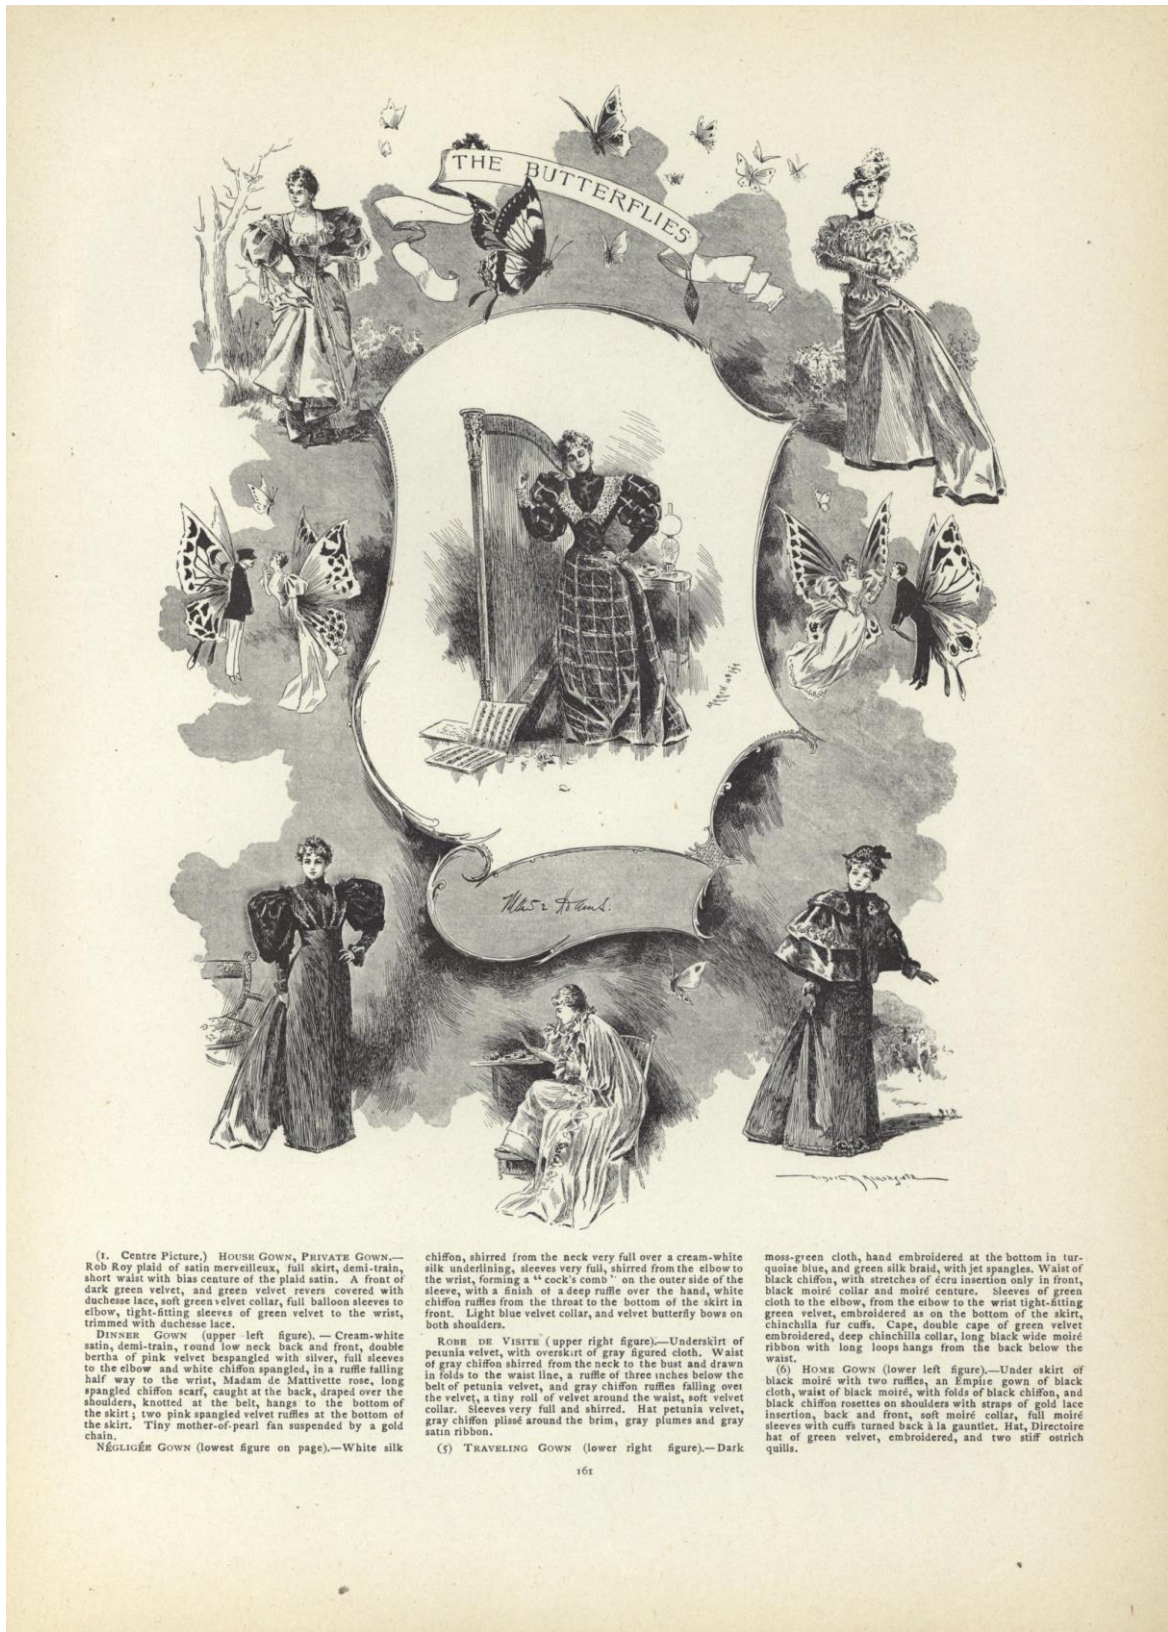 THE BUTTERFLIES
(1. Centre Picture.) HOUSE GOWN, PRIVATE GOWN.—
Rob Roy plaid of satin merveilleux, full skirt, demi-train,
short waist with bias centure of the plaid satin. A front of
dark green velvet, and green velvet revers covered with
duchesse lace, soft green velvet collar, full balloon sleeves to
elbow, tight-fitting sleeves of green velvet to the wrist,
trimmed with duchesse lace.
DINNER GOWN (upper left figure). — Cream-white
satin, demi-train, round low neck back and front, double
bertha of pink velvet bespangled with silver, full sleeves
to the elbow and white chiffon spangled, in a ruffle falling
half way to the wrist, Madam de Mattivette rose, long
spangled chiffon scarf, caught at the back, draped over the
shoulders, knotted at the belt, hangs to the bottom of
the skirt; two pink spangled velvet ruffles at the bottom of
the skirt. Tiny mother-of-pearl fan suspended by a gold
chain.
NÉGLIGÉE GOWN (lowest figure on page).—White silk
chiffon, shirred from the neck very full over a cream-white
silk underlining, sleeves very full, shirred from the elbow to
the wrist, forming a "cock's comb" on the outer side of the
sleeve, with a finish of a deep ruffle over the hand, white
chiffon ruffles from the throat to the bottom of the skirt in
front. Light blue velvet collar, and velvet butterfly bows on
both shoulders.
ROBE DE VISITE (upper right figure).—Underskirt of
petunia velvet, with overskirt of gray figured cloth. Waist
of gray chiffon shirred from the neck to the bust and drawn
in folds to the waist line, a ruffle of three inches below the
belt of petunia velvet, and gray chiffon ruffles falling over
the velvet, a tiny roll of velvet around the waist, soft velvet
collar. Sleeves very full and shirred. Hat petunia velvet,
gray chiffon plissé around the brim, gray plumes and gray
satin ribbon.
(5) TRAVELING GOWN (lower right figure).—Dark
moss-green cloth, hand embroidered at the bottom in tur-
quoise blue, and green silk braid, with jet spangles. Waist of
black chiffon, with stretches of écru insertion only in front,
black moiré collar and moiré centure. Sleeves of green
cloth to the elbow, from the elbow to the wrist tight-fitting
green velvet, embroidered as on the bottom of the skirt,
chinchilla fur cuffs. Cape, double cape of green velvet
embroidered, deep chinchilla collar, long black wide moiré
ribbon with long loops hangs from the back below the
waist.
(6) HOME GOWN (lower left figure).—Under skirt of
black moiré with two ruffles, an Empire gown of black
cloth, waist of black moiré, with folds of black chiffon, and
black chiffon rosettes on shoulders with straps of gold lace
insertion, back and front, soft moiré collar, full moiré
sleeves with cuffs turned back à la gauntlet. Hat, Directoire
hat of green velvet, embroidered, and two stiff ostrich
quills.
161